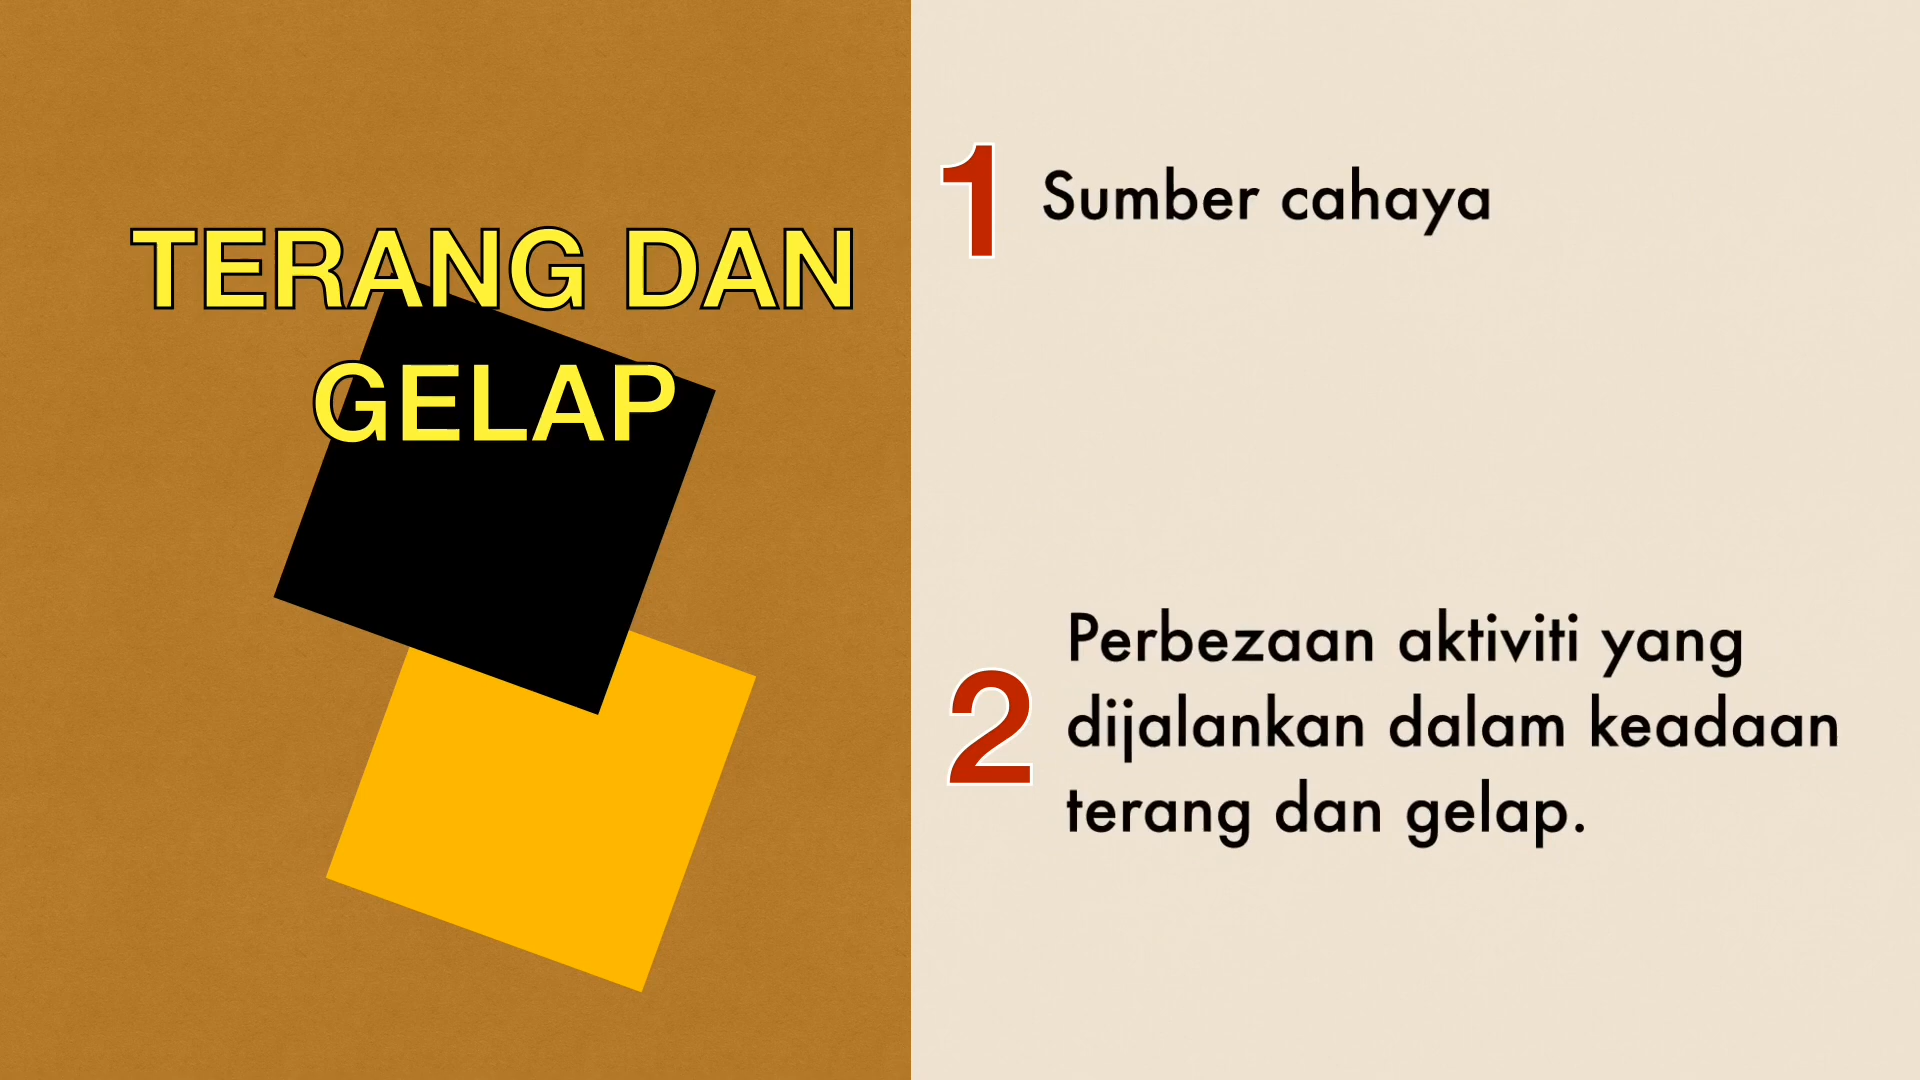 TERANG DAN
GELAP
1 Sumber cahaya
2 Perbezaan aktiviti yang
dijalankan dalam keadaan
terang dan gelap.